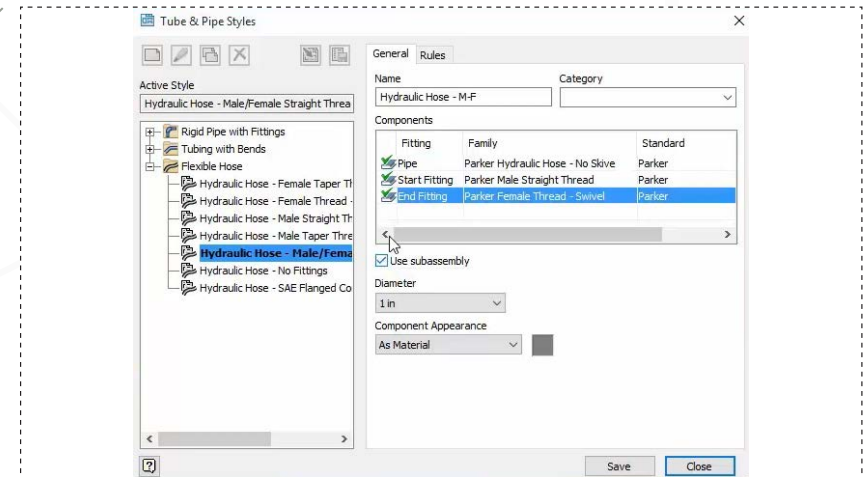 Tube & Pipe Styles
Active Style
Hydraulic Hose - Male/Female Straight Threa
Rigid Pipe with Fittings
Tubing with Bends
Flexible Hose
Hydraulic Hose - Female Taper Th
Hydraulic Hose - Female Thread -
Hydraulic Hose - Male Straight Th
Hydraulic Hose - Male Taper Thre
Hydraulic Hose - Male/Fema
Hydraulic Hose - No Fittings
Hydraulic Hose - SAE Flanged Co
General Rules
Name Category
Hydraulic Hose - M-F
Components
Fitting Family Standard
Pipe Parker Hydraulic Hose - No Skive Parker
Start Fitting Parker Male Straight Thread Parker
End Fitting Parker Female Thread - Swivel Parker
Use subassembly
Diameter
1 in
Component Appearance
As Material
Save Close